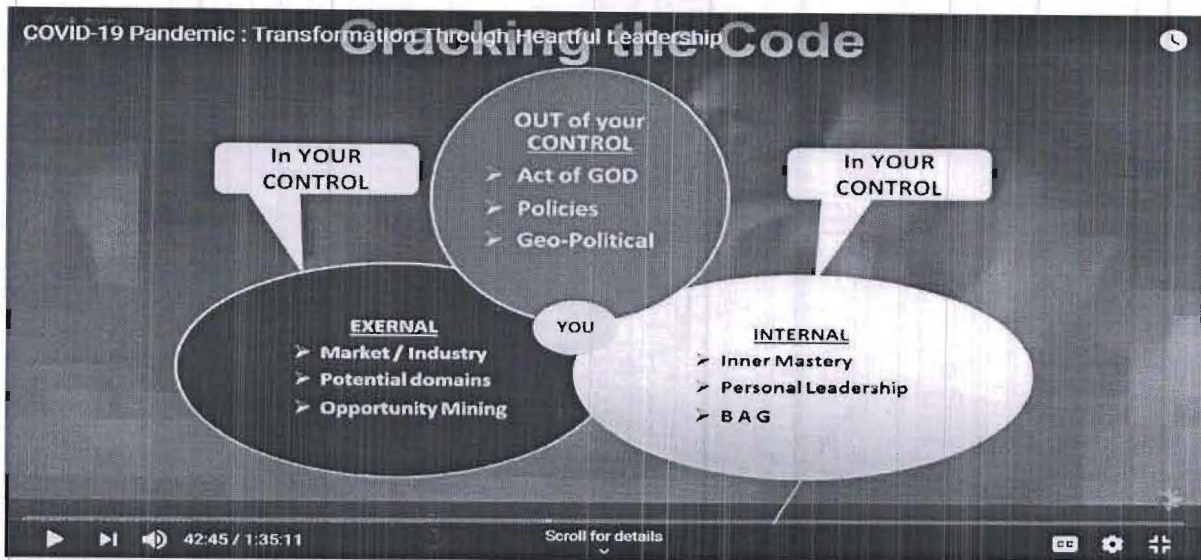 COVID-19 Pandemic : Transformation Through Heartful Leadership
Cracking the Code
OUT of your
CONTROL
➢ Act of GOD
➢ Policies
➢ Geo-Political
In YOUR
CONTROL
In YOUR
CONTROL
EXERNAL
➢ Market / Industry
➢ Potential domains
➢ Opportunity Mining
YOU
INTERNAL
➢ Inner Mastery
➢ Personal Leadership
➢ B A G
42:45 / 1:35:11
Scroll for details
CC